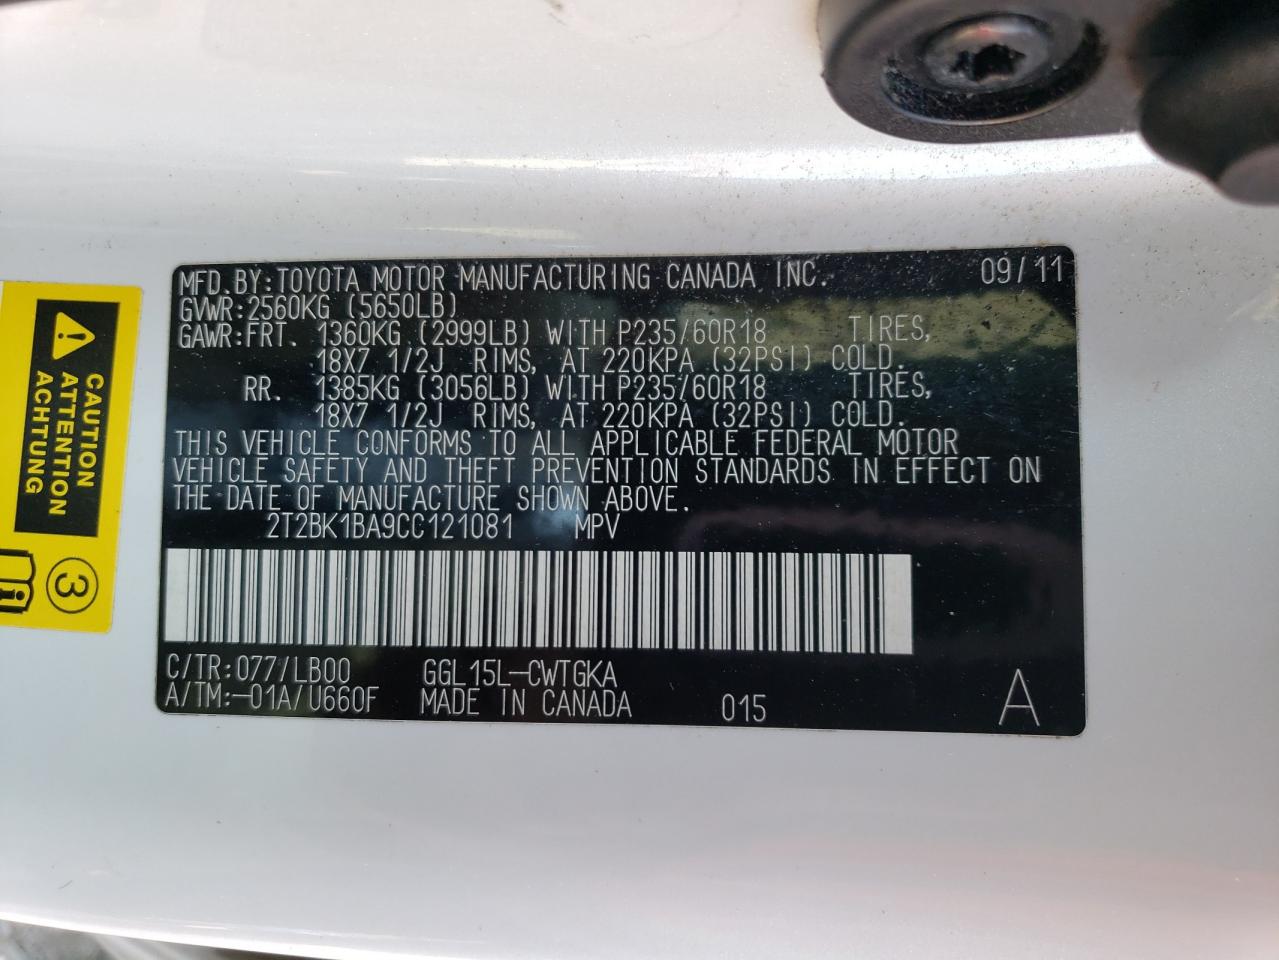 MFD.BY:TOYOTA MOTOR MANUFACTURING CANADA INC. 09/11
GVWR:2560KG (5650LB)
GAWR:FRT. 1360KG (2999LB) WITH P235/60R18 TIRES,
18X7 1/2J RIMS, AT 220KPA (32PSI) COLD.
RR. 1385KG (3056LB) WITH P235/60R18 TIRES,
18X7 1/2J RIMS, AT 220KPA (32PSI) COLD.
THIS VEHICLE CONFORMS TO ALL APPLICABLE FEDERAL MOTOR
VEHICLE SAFETY AND THEFT PREVENTION STANDARDS IN EFFECT ON
THE DATE OF MANUFACTURE SHOWN ABOVE.
2T2BK1BA9CC121081 MPV
C/TR:077/LB00 GGL15L-CWTGKA
A/TM:-01A/U660F MADE IN CANADA 015 A
CAUTION
ATTENTION
ACHTUNG
3